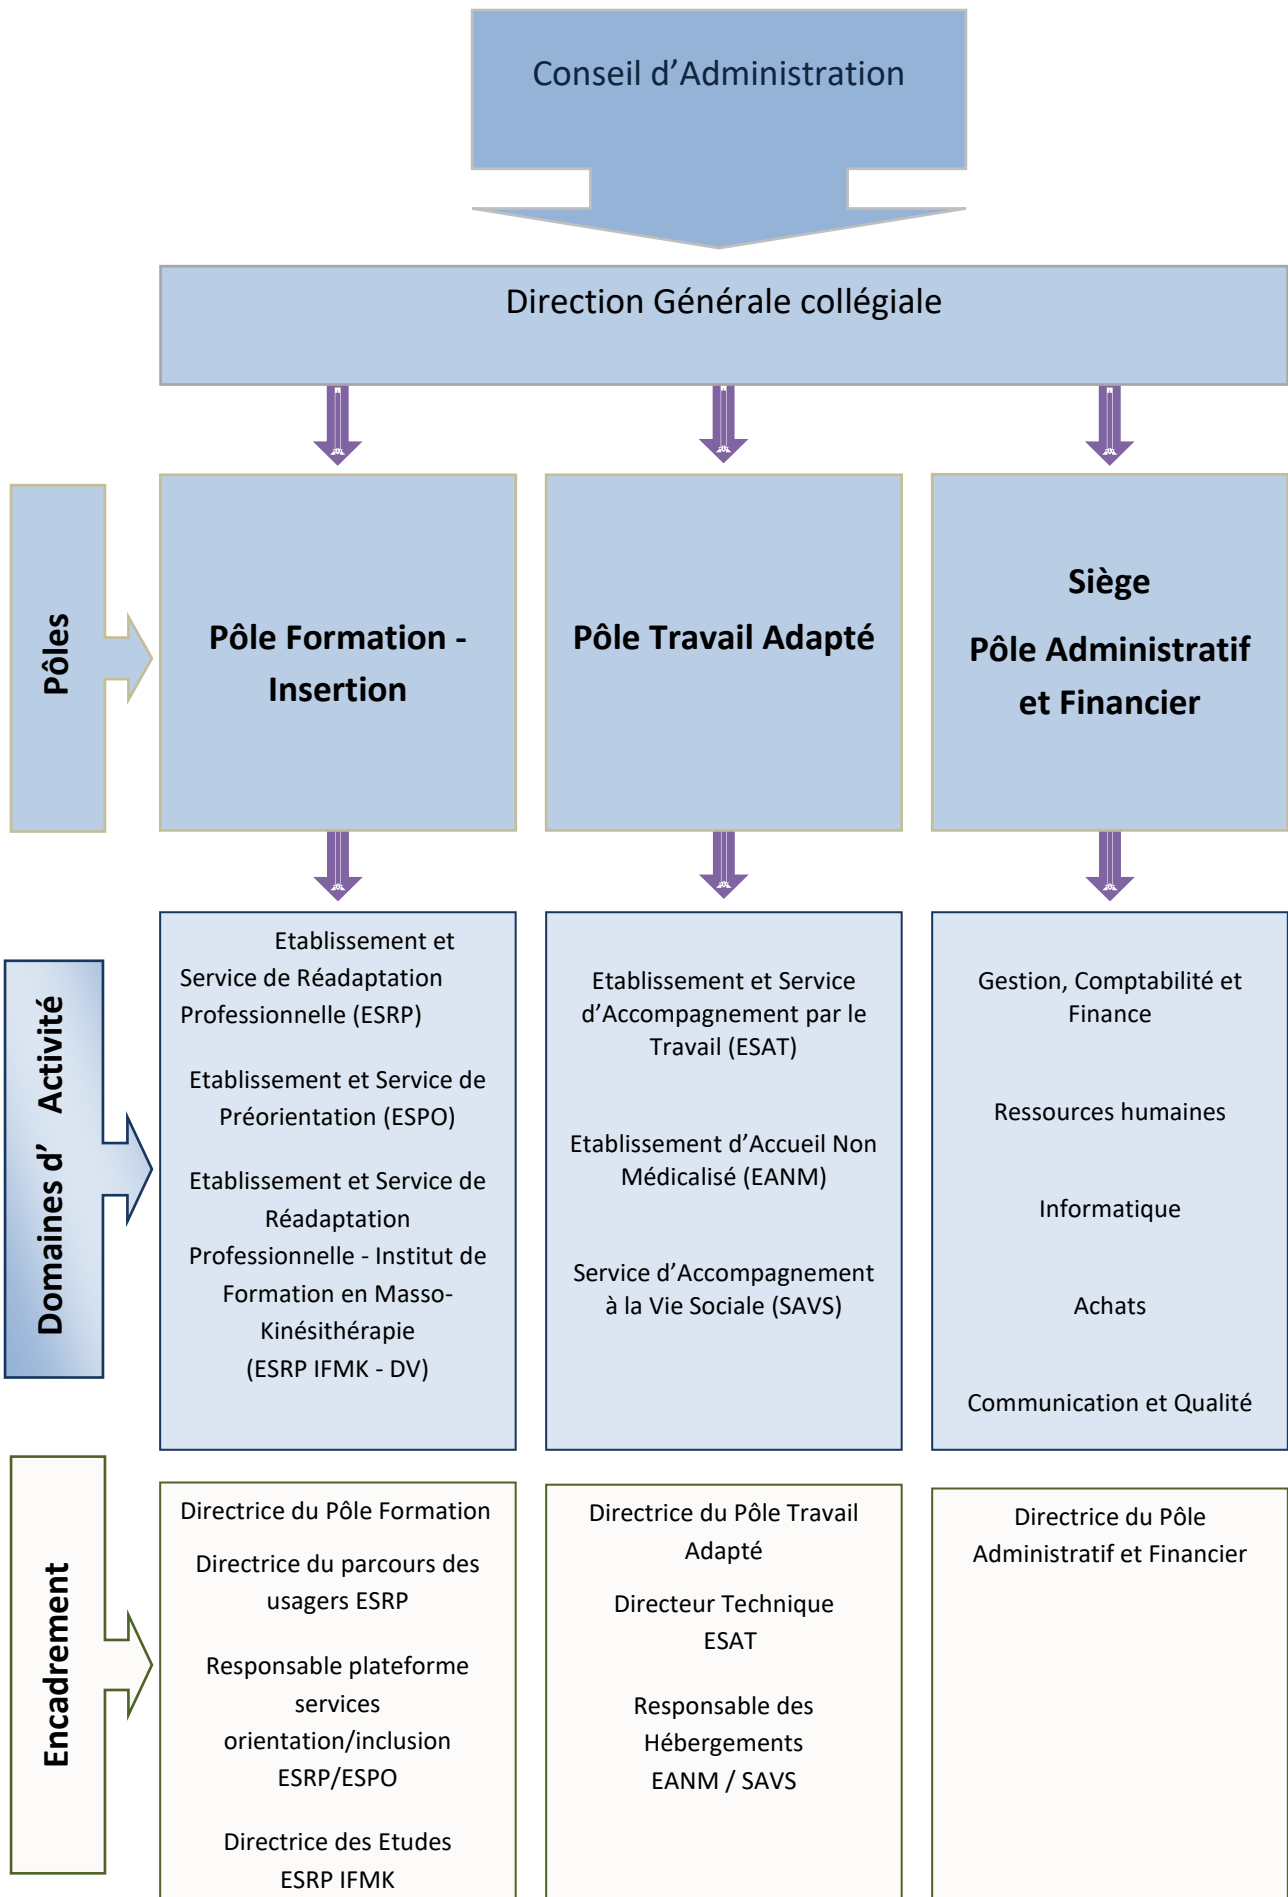 Conseil d’Administration
Direction Générale collégiale
Pôles
Pôle Formation -
Insertion
Pôle Travail Adapté
Siège
Pôle Administratif
et Financier
Domaines d’ Activité
Etablissement et
Service de Réadaptation
Professionnelle (ESRP)
Etablissement et Service de
Préorientation (ESPO)
Etablissement et Service de
Réadaptation
Professionnelle - Institut de
Formation en Masso-
Kinésithérapie
(ESRP IFMK - DV)
Etablissement et Service
d’Accompagnement par le
Travail (ESAT)
Etablissement d’Accueil Non
Médicalisé (EANM)
Service d’Accompagnement
à la Vie Sociale (SAVS)
Gestion, Comptabilité et
Finance
Ressources humaines
Informatique
Achats
Communication et Qualité
Encadrement
Directrice du Pôle Formation
Directrice du parcours des
usagers ESRP
Responsable plateforme
services
orientation/inclusion
ESRP/ESPO
Directrice des Etudes
ESRP IFMK
Directrice du Pôle Travail
Adapté
Directeur Technique
ESAT
Responsable des
Hébergements
EANM / SAVS
Directrice du Pôle
Administratif et Financier